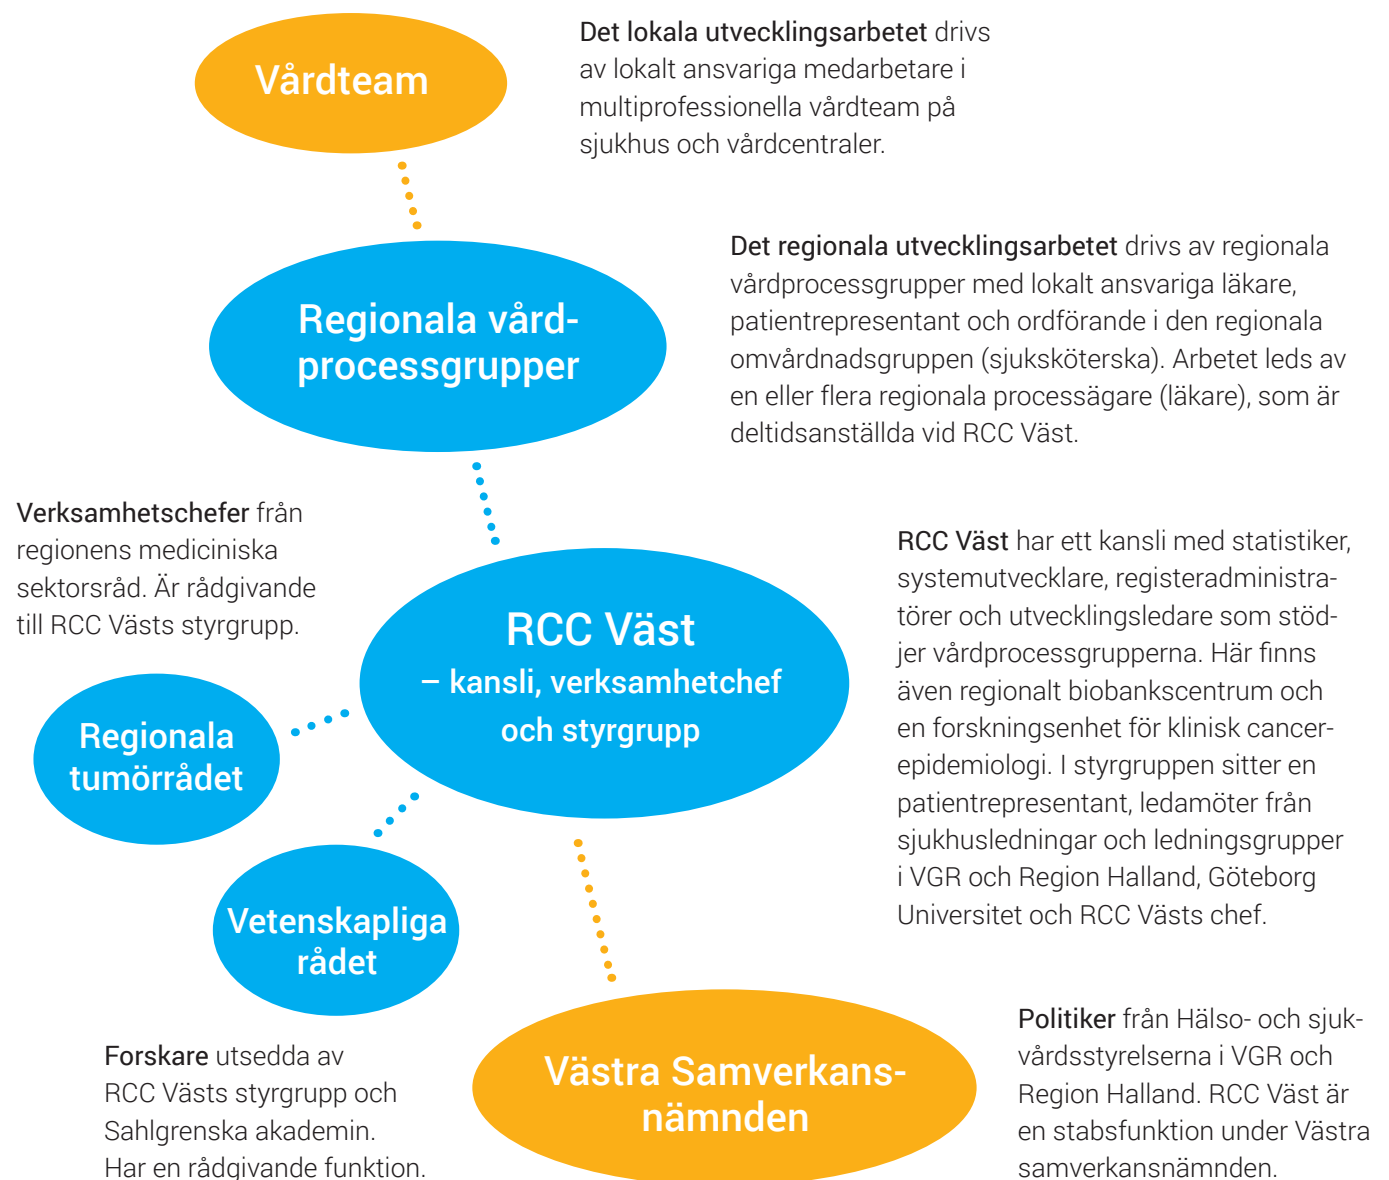 Vårdteam
Det lokala utvecklingsarbetet drivs
av lokalt ansvariga medarbetare i
multiprofessionella vårdteam på
sjukhus och vårdcentraler.
Regionala vård-
processgrupper
Det regionala utvecklingsarbetet drivs av regionala
vårdprocessgrupper med lokalt ansvariga läkare,
patientrepresentant och ordförande i den regionala
omvårdnadsgruppen (sjuksköterska). Arbetet leds av
en eller flera regionala processägare (läkare), som är
deltidsanställda vid RCC Väst.
Verksamhetschefer från
regionens medicinska
sektorsråd. Är rådgivande
till RCC Västs styrgrupp.
RCC Väst
– kansli, verksamhetchef
och styrgrupp
RCC Väst har ett kansli med statistiker,
systemutvecklare, registeradministra-
törer och utvecklingsledare som stöd-
jer vårdprocessgrupperna. Här finns
även regionalt biobankscentrum och
en forskningsenhet för klinisk cancer-
epidemiologi. I styrgruppen sitter en
patientrepresentant, ledamöter från
sjukhusledningar och ledningsgrupper
i VGR och Region Halland, Göteborg
Universitet och RCC Västs chef.
Regionala
tumörrådet
Vetenskapliga
rådet
Forskare utsedda av
RCC Västs styrgrupp och
Sahlgrenska akademin.
Har en rådgivande funktion.
Västra Samverkans-
nämnden
Politiker från Hälso- och sjuk-
vårdsstyrelserna i VGR och
Region Halland. RCC Väst är
en stabsfunktion under Västra
samverkansnämnden.